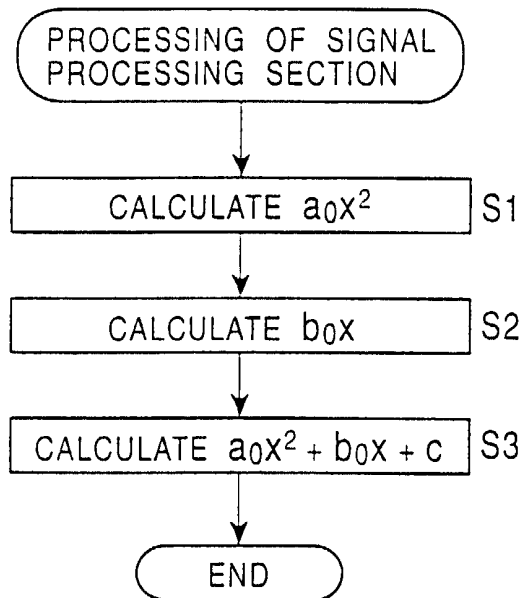 PROCESSING OF SIGNAL
PROCESSING SECTION
CALCULATE a₀x² S1
CALCULATE b₀x S2
CALCULATE a₀x² + b₀x + c S3
END